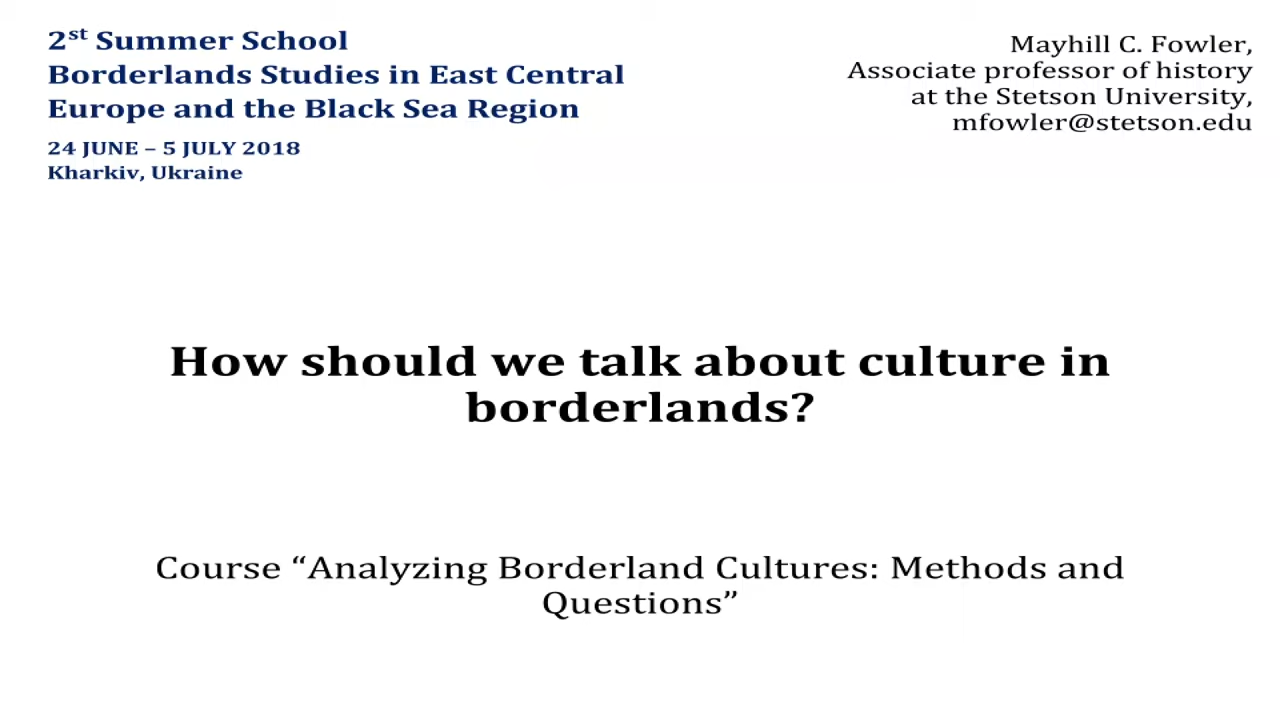 2st Summer School
Borderlands Studies in East Central
Europe and the Black Sea Region
24 JUNE – 5 JULY 2018
Kharkiv, Ukraine
Mayhill C. Fowler,
Associate professor of history
at the Stetson University,
mfowler@stetson.edu
How should we talk about culture in
borderlands?
Course “Analyzing Borderland Cultures: Methods and
Questions”